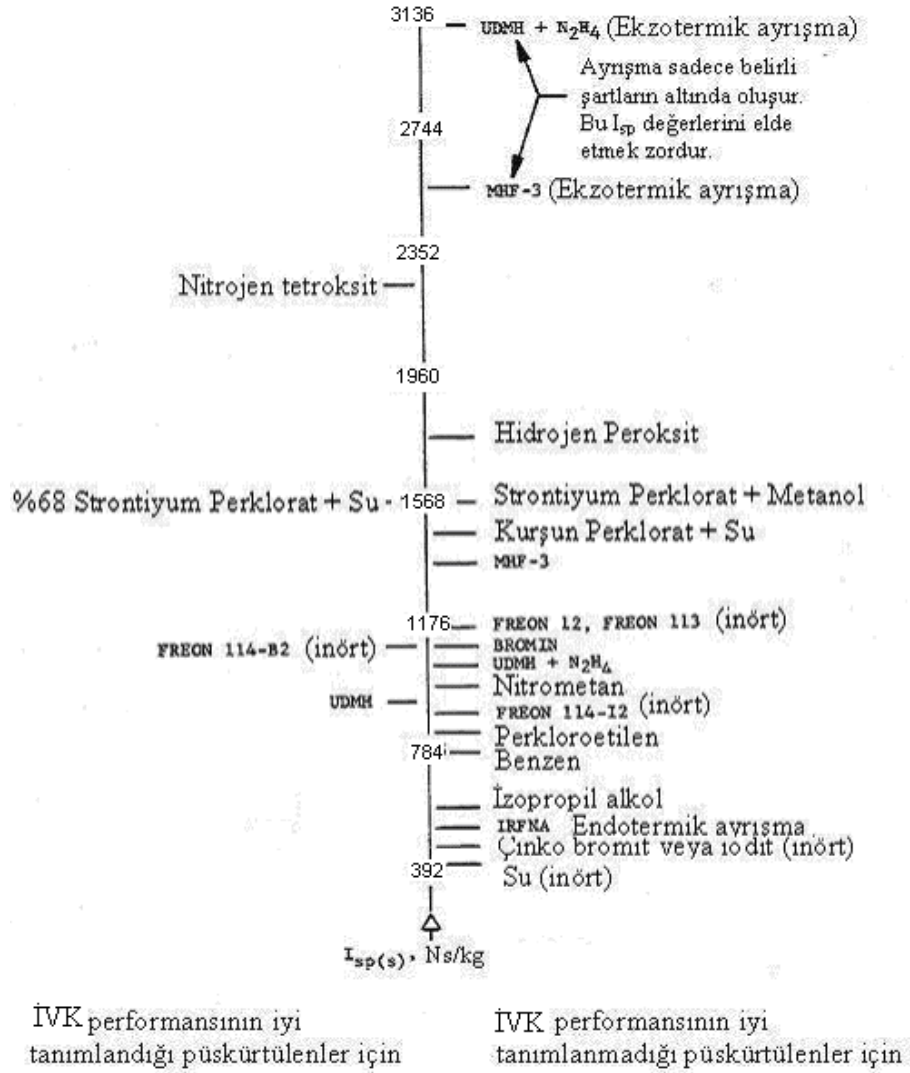 3136
UDMH + N2H4 (Ekzotermik ayrışma)
Ayrışma sadece belirli
şartların altında oluşur.
Bu Isp değerlerini elde
etmek zordur.
2744
MHF-3 (Ekzotermik ayrışma)
2352
Nitrojen tetroksit
1960
Hidrojen Peroksit
%68 Strontiyum Perklorat + Su
1568
Strontiyum Perklorat + Metanol
Kurşun Perklorat + Su
MHF-3
1176
FREON 12, FREON 113 (inört)
FREON 114-B2 (inört)
BROMIN
UDMH + N2H4
Nitrometan
UDMH
FREON 114-I2 (inört)
Perkloroetilen
784
Benzen
İzopropil alkol
IRFNA Endotermik ayrışma
Çinko bromit veya iodit (inört)
392
Su (inört)
Isp(s), Ns/kg
İVK performansının iyi
tanımlandığı püskürtülenler için
İVK performansının iyi
tanımlanmadığı püskürtülenler için